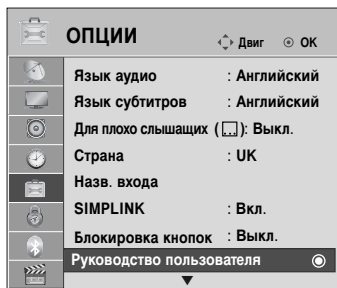 ОПЦИИ
Двиг OK
Язык аудио : Английский
Язык субтитров : Английский
Для плохо слышащих ( ): Выкл.
Страна : UK
Назв. входа
SIMPLINK : Вкл.
Блокировка кнопок : Выкл.
Руководство пользователя